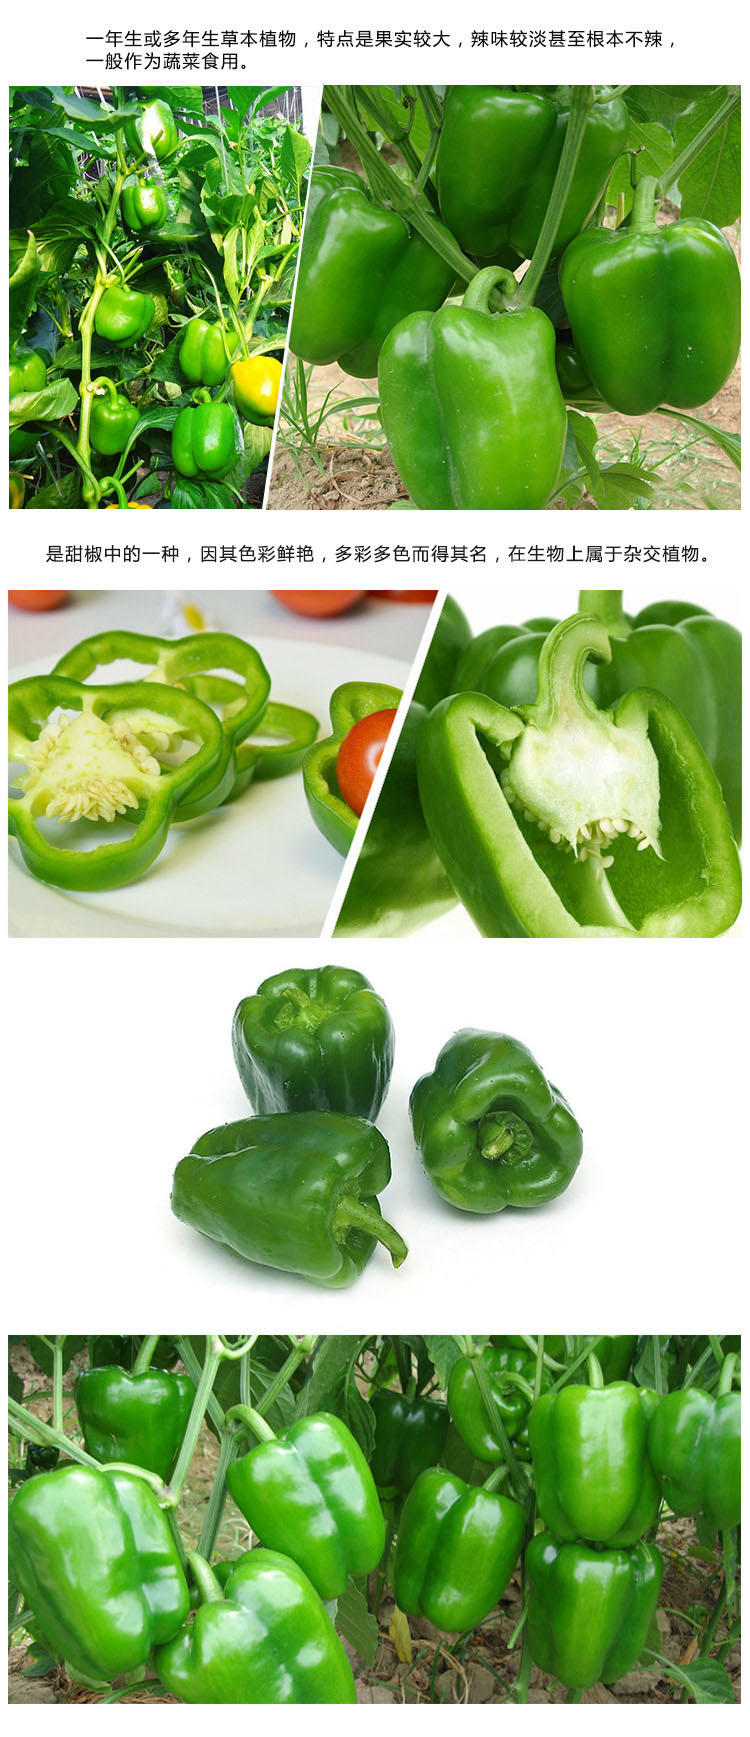 一年生或多年生草本植物，特点是果实较大，辣味较淡甚至根本不辣，
一般作为蔬菜食用。
是甜椒中的一种，因其色彩鲜艳，多彩多色而得其名，在生物上属于杂交植物。